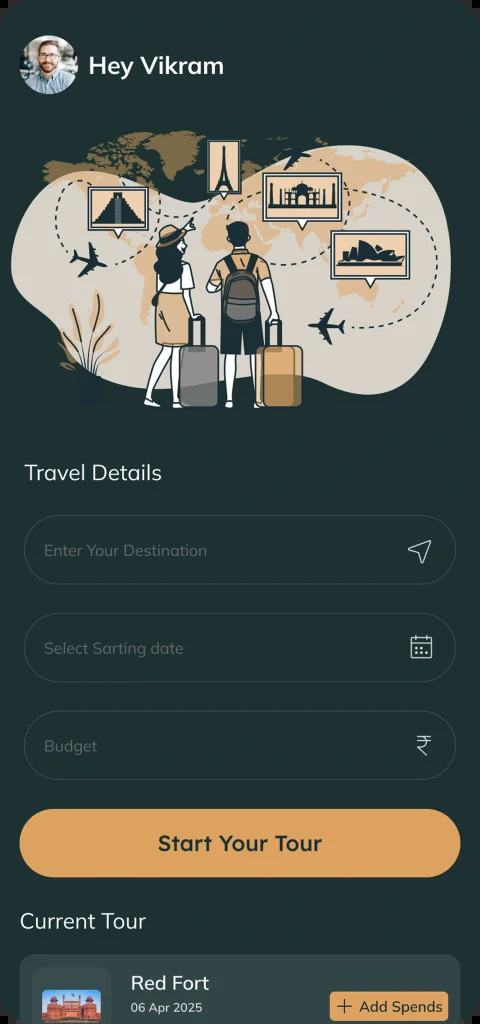 Hey Vikram
Travel Details
Enter Your Destination
Select Sarting date
Budget
₹
Start Your Tour
Current Tour
Red Fort
06 Apr 2025
+ Add Spends